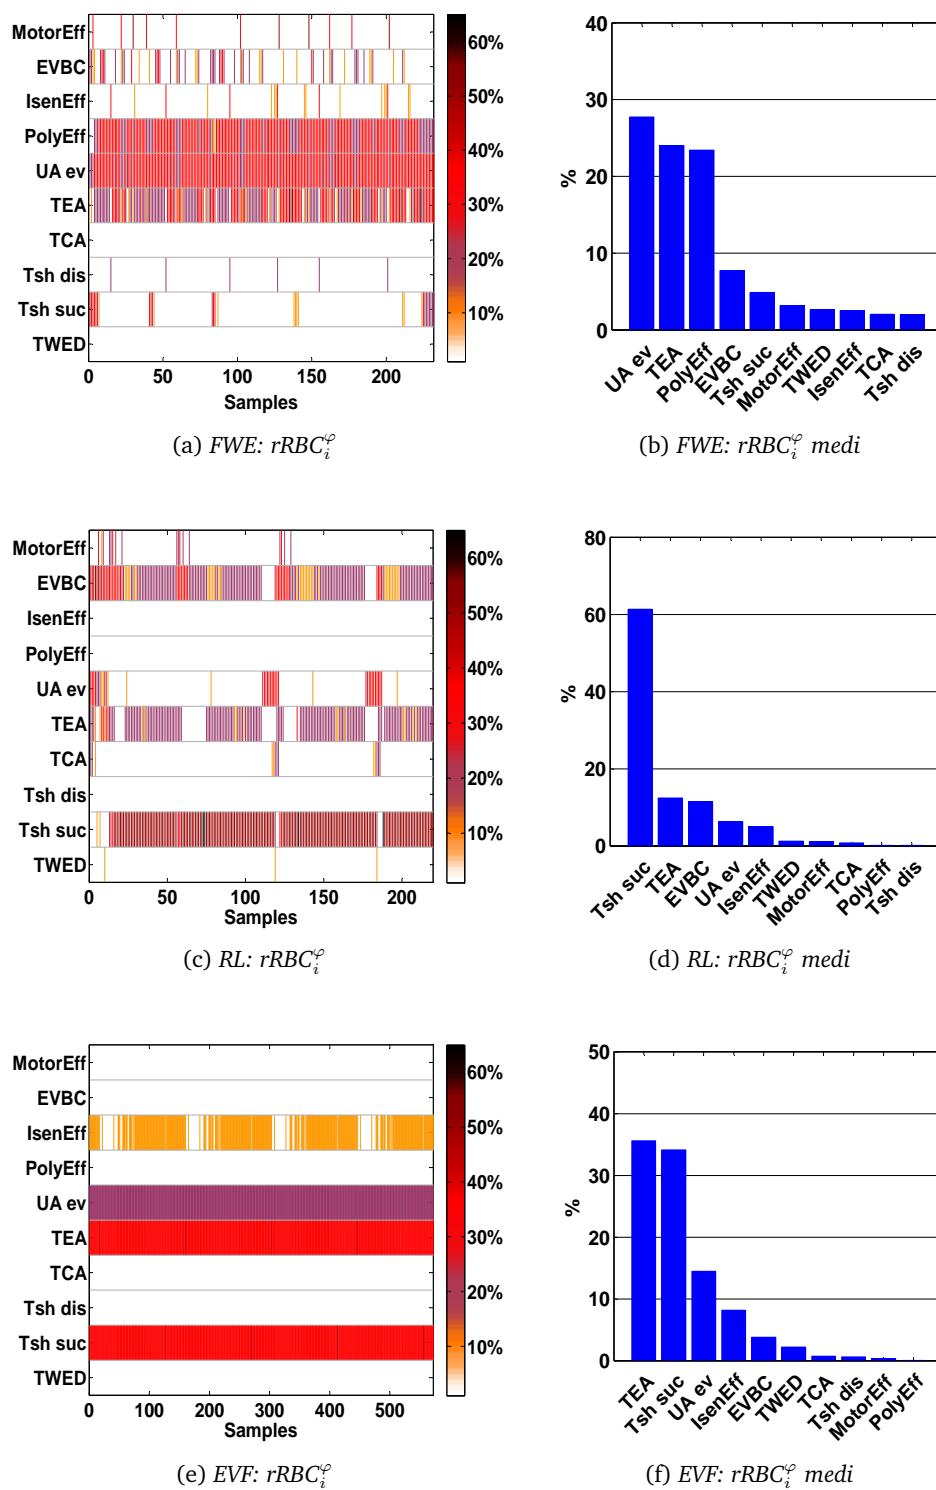 MotorEff
EVBC
IsenEff
PolyEff
UA ev
TEA
TCA
Tsh dis
Tsh suc
TWED
0 100 200
Samples
60%
50%
40%
30%
20%
10%
(a) FWE: rRBC_i^φ
40
30
20
10
0
%
UA ev
TEA
PolyEff
EVBC
Tsh suc
MotorEff
TWED
IsenEff
TCA
Tsh dis
(b) FWE: rRBC_i^φ medi
MotorEff
EVBC
IsenEff
PolyEff
UA ev
TEA
TCA
Tsh dis
Tsh suc
TWED
0 50 100 150 200
Samples
60%
50%
40%
30%
20%
10%
(c) RL: rRBC_i^φ
80
60
40
20
0
%
Tsh suc
TEA
EVBC
UA ev
IsenEff
TWED
MotorEff
TCA
PolyEff
Tsh dis
(d) RL: rRBC_i^φ medi
MotorEff
EVBC
IsenEff
PolyEff
UA ev
TEA
TCA
Tsh dis
Tsh suc
TWED
0 100 200 300 400 500
Samples
60%
50%
40%
30%
20%
10%
(e) EVF: rRBC_i^φ
50
40
30
20
10
0
%
TEA
Tsh suc
UA ev
IsenEff
EVBC
TWED
TCA
Tsh dis
MotorEff
PolyEff
(f) EVF: rRBC_i^φ medi